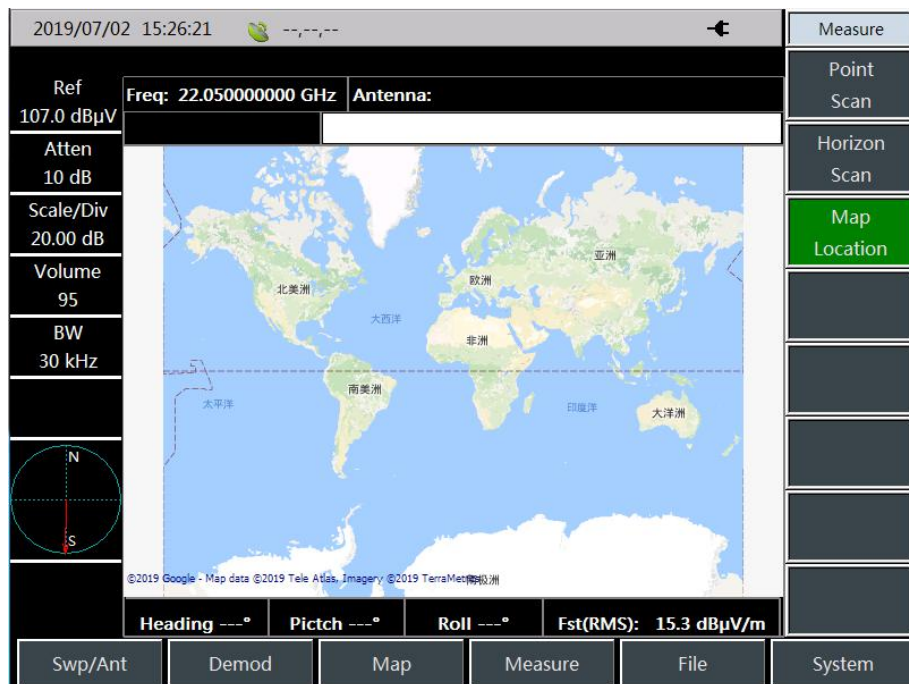 2019/07/02 15:26:21 --,--,--
Measure
Ref
107.0 dBµV
Atten
10 dB
Scale/Div
20.00 dB
Volume
95
BW
30 kHz
N
S
Freq: 22.050000000 GHz
Antenna:
北美洲
大西洋
欧洲
亚洲
非洲
太平洋
南美洲
印度洋
大洋洲
©2019 Google - Map data ©2019 Tele Atlas, Imagery ©2019 TerraMetrics
南极洲
Heading ---°
Pictch ---°
Roll ---°
Fst(RMS): 15.3 dBµV/m
Point
Scan
Horizon
Scan
Map
Location
Swp/Ant
Demod
Map
Measure
File
System